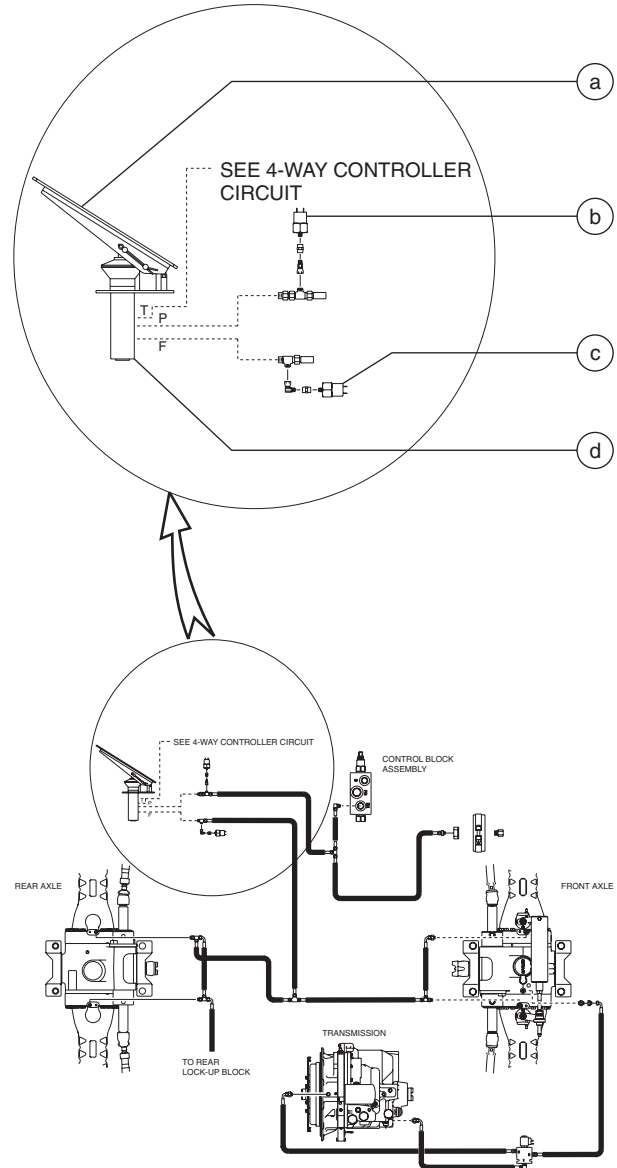 a
SEE 4-WAY CONTROLLER
CIRCUIT
b
T
P
F
c
d
SEE 4-WAY CONTROLLER CIRCUIT
CONTROL BLOCK
ASSEMBLY
T
P
F
REAR AXLE
FRONT AXLE
TRANSMISSION
TO REAR
LOCK-UP BLOCK